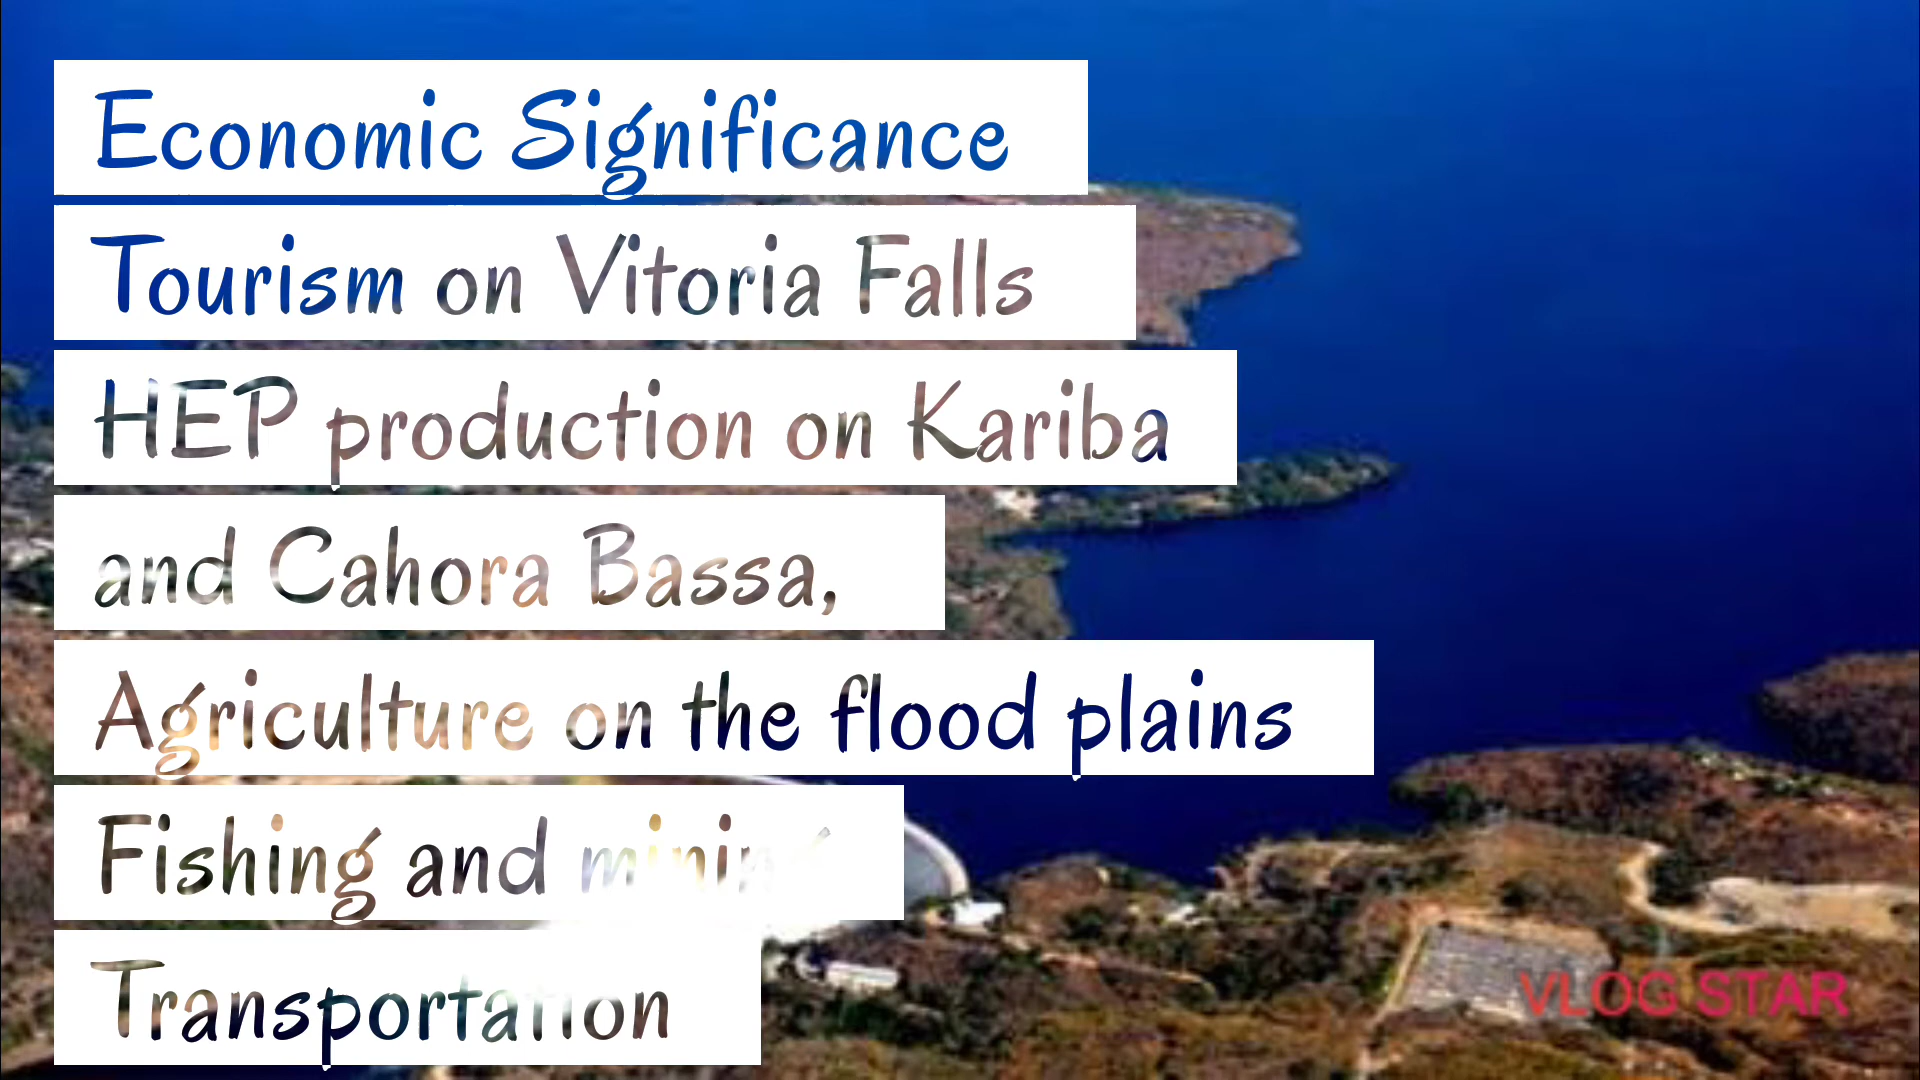 Economic Significance
Tourism on Vitoria Falls
HEP production on Kariba
and Cahora Bassa,
Agriculture on the flood plains
Fishing and mining
Transportation
VLOG STAR